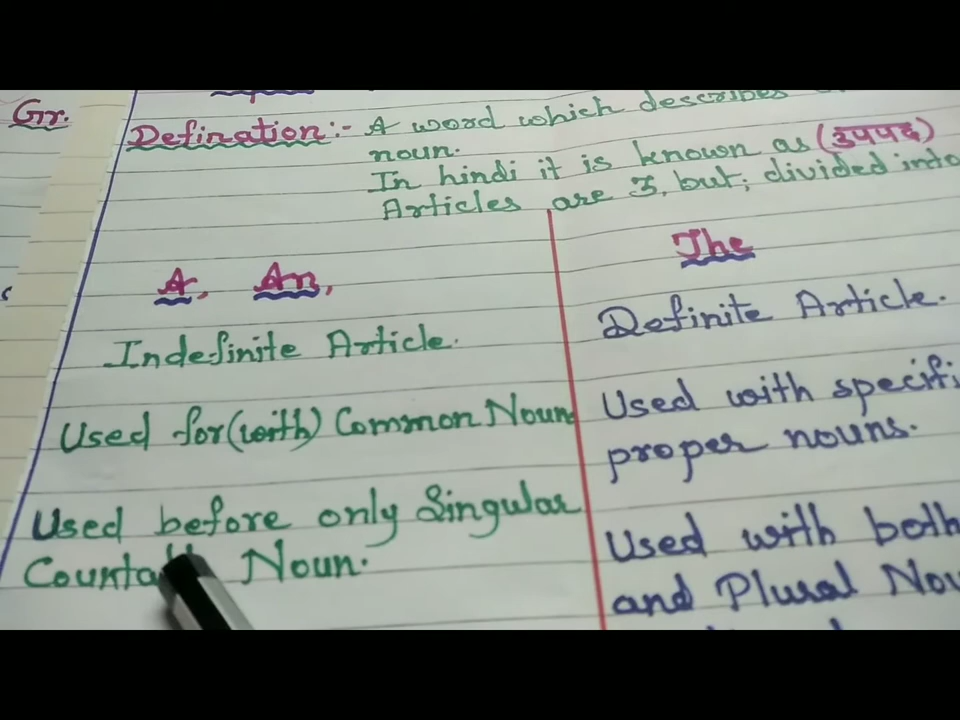 Gr.
Defination:- A word which describes
noun.
In hindi it is known as (उपपद)
Articles are 3, but; divided into
A, An,
Indefinite Article.
Used for(with) Common Noun
Used before only Singular
Noun.
The
Definite Article.
Used with
proper nouns.
Used with both
and Plural